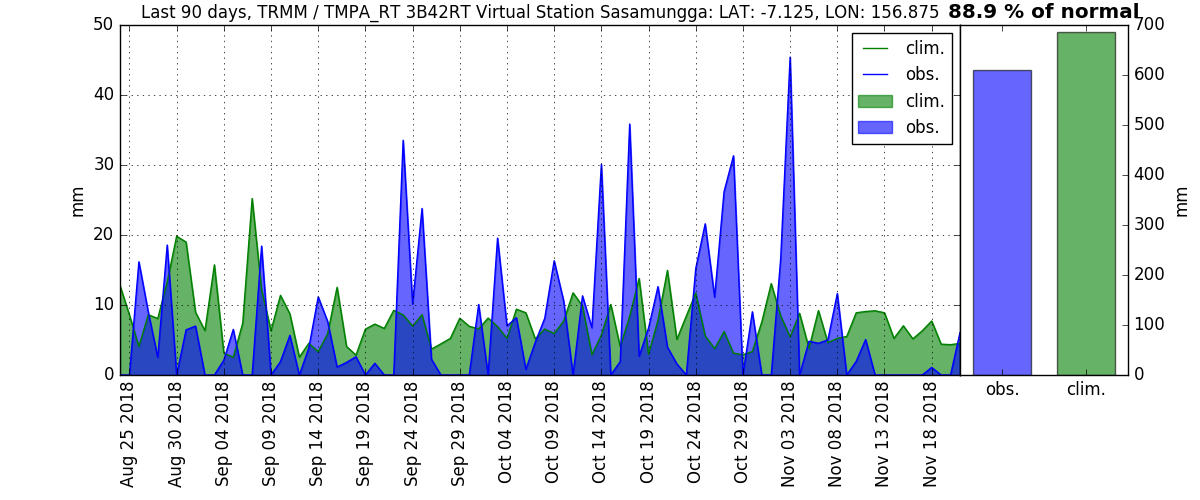 Last 90 days, TRMM / TMPA_RT 3B42RT Virtual Station Sasamungga: LAT: -7.125, LON: 156.875
88.9 % of normal
50
40
30
20
10
0
mm
clim.
obs.
clim.
obs.
700
600
500
400
300
200
100
0
mm
obs.
clim.
Aug 25 2018
Aug 30 2018
Sep 04 2018
Sep 09 2018
Sep 14 2018
Sep 19 2018
Sep 24 2018
Sep 29 2018
Oct 04 2018
Oct 09 2018
Oct 14 2018
Oct 19 2018
Oct 24 2018
Oct 29 2018
Nov 03 2018
Nov 08 2018
Nov 13 2018
Nov 18 2018